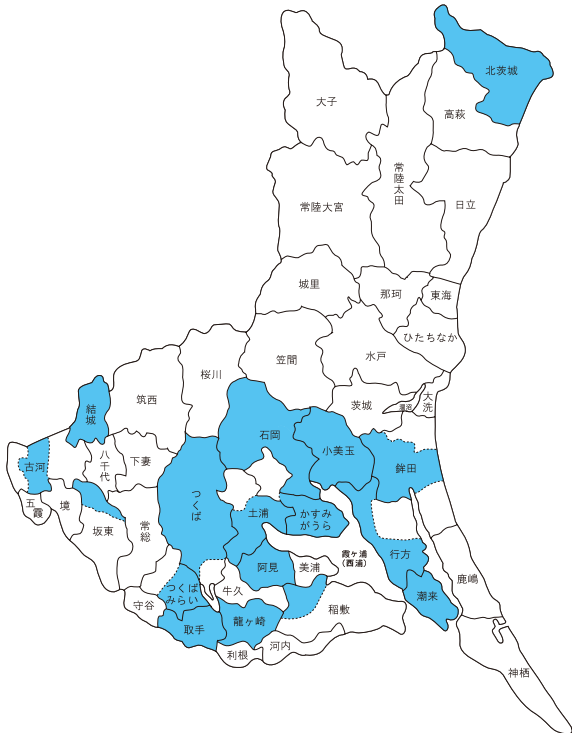 北茨城
大子
高萩
常陸太田
常陸大宮
日立
城里
那珂
東海
ひたちなか
笠間
水戸
桜川
筑西
茨城
涸沼
大洗
結城
石岡
小美玉
鉾田
古河
八千代
下妻
つくば
五霞
境
坂東
常総
土浦
かすみ
がうら
霞ヶ浦
(西浦)
行方
阿見
美浦
鹿嶋
つくば
みらい
牛久
潮来
守谷
稲敷
取手
龍ヶ崎
利根
河内
神栖